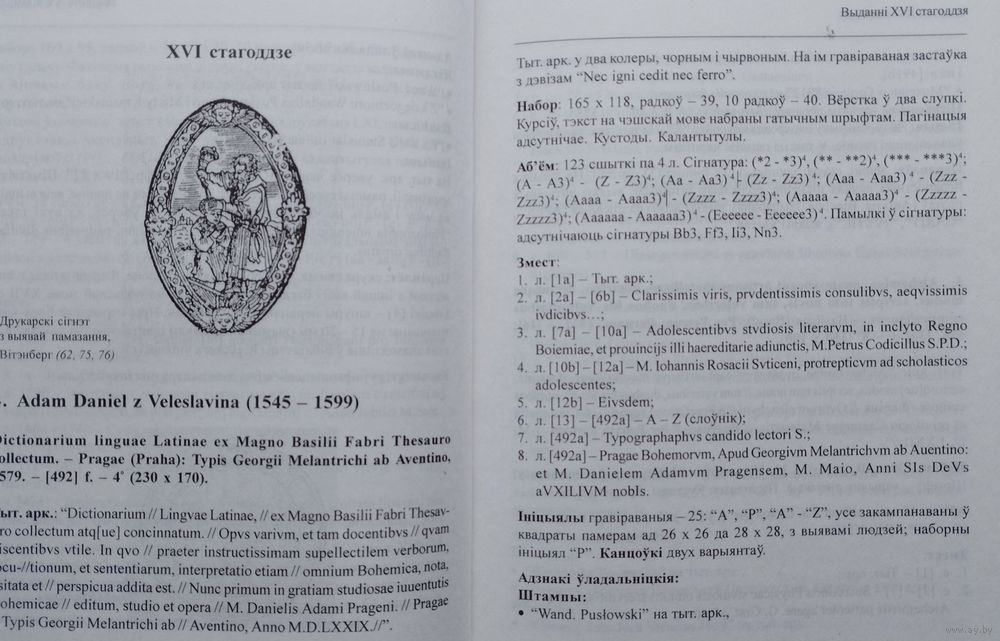 XVI стагоддзе
Друкарскі сігнэт
з выявай памазання,
Вітэнберг (62, 75, 76)
. Adam Daniel z Veleslavina (1545 – 1599)
Dictionarium linguae Latinae ex Magno Basilii Fabri Thesauro
ollectum. – Pragae (Praha): Typis Georgii Melantrichi ab Aventino,
579. – [492] f. – 4° (230 x 170).
Тыт. арк.: “Dictionarium // Lingvae Latinae, // ex Magno Basilii Fabri Thesav-
ro collectum atq[ue] concinnatum. // Opvs varivm, et tam docentibvs // qvam
iscentibvs vtile. In qvo // praeter instructissimam supellectilem verborum,
ocu-//tionum, et sententiarum, interpretatio etiam // omnium Bohemica, nota,
sitata et // perspicua addita est. // Nunc primum in gratiam studiosae iuuentutis
ohemicae // editum, studio et opera // M. Danielis Adami Prageni. // Pragae
Typis Georgii Melantrichi ab // Aventino, Anno M.D.LXXIX.//”.
Выданні XVI стагоддзя
Тыт. арк. у два колеры, чорным і чырвоным. На ім гравіраваная застаўка
з дэвізам “Nec igni cedit nec ferro”.
Набор: 165 x 118, радкоў – 39, 10 радкоў – 40. Вёрстка ў два слупкі.
Курсіў, тэкст на чэшскай мове набраны гатычным шрыфтам. Пагінацыя
адсутнічае. Кустоды. Калантытулы.
Аб’ём: 123 сшыткі па 4 л. Сігнатура: (*2 - *3)⁴, (** - **2)⁴, (*** - ***3)⁴;
(A - A3)⁴ - (Z - Z3)⁴; (Aa - Aa3)⁴ - (Zz - Zz3)⁴; (Aaa - Aaa3)⁴ - (Zzz -
Zzz3)⁴; (Aaaa - Aaaa3)⁴ - (Zzzz - Zzzz3)⁴; (Aaaaa - Aaaaa3)⁴ - (Zzzzz -
Zzzzz3)⁴; (Aaaaaa - Aaaaaa3)⁴ - (Eeeeee - Eeeeee3)⁴. Памылкі ў сігнатуры:
адсутнічаюць сігнатуры Bb3, Ff3, Ii3, Nn3.
Змест:
1. л. [1a] – Тыт. арк.;
2. л. [2a] – [6b] – Clarissimis viris, prvdentissimis consulibvs, aeqvissimis
ivdicibvs...;
3. л. [7a] – [10a] – Adolescentibvs stvdiosis literarvm, in inclyto Regno
Boiemiae, et prouincijs illi haereditarie adiunctis, M.Petrus Codicillus S.P.D.;
4. л. [10b] – [12a] – M. Iohannis Rosacii Svticeni, protrepticvm ad scholasticos
adolescentes;
5. л. [12b] – Eivsdem;
6. л. [13] – [492a] – A – Z (слоўнік);
7. л. [492a] – Typographaphvs candido lectori S.;
8. л. [492a] – Pragae Bohemorvm, Apud Georgivm Melantrichvm ab Auentino:
et M. Danielem Adamvm Pragensem, M. Maio, Anni SIs DeVs
aVXILIVM nobIs.
Ініцыялы гравіраваныя – 25: “A”, “P”, “A” - “Z”, усе закампанаваны ў
квадраты памерам ад 26 x 26 да 28 x 28, з выявамі людзей; наборны
ініцыял “P”. Канцоўкі двух варыянтаў.
Адзнакі ўладальніцкія:
Штампы:
• “Wand. Pusłowski” на тыт. арк.,
www.ay.by